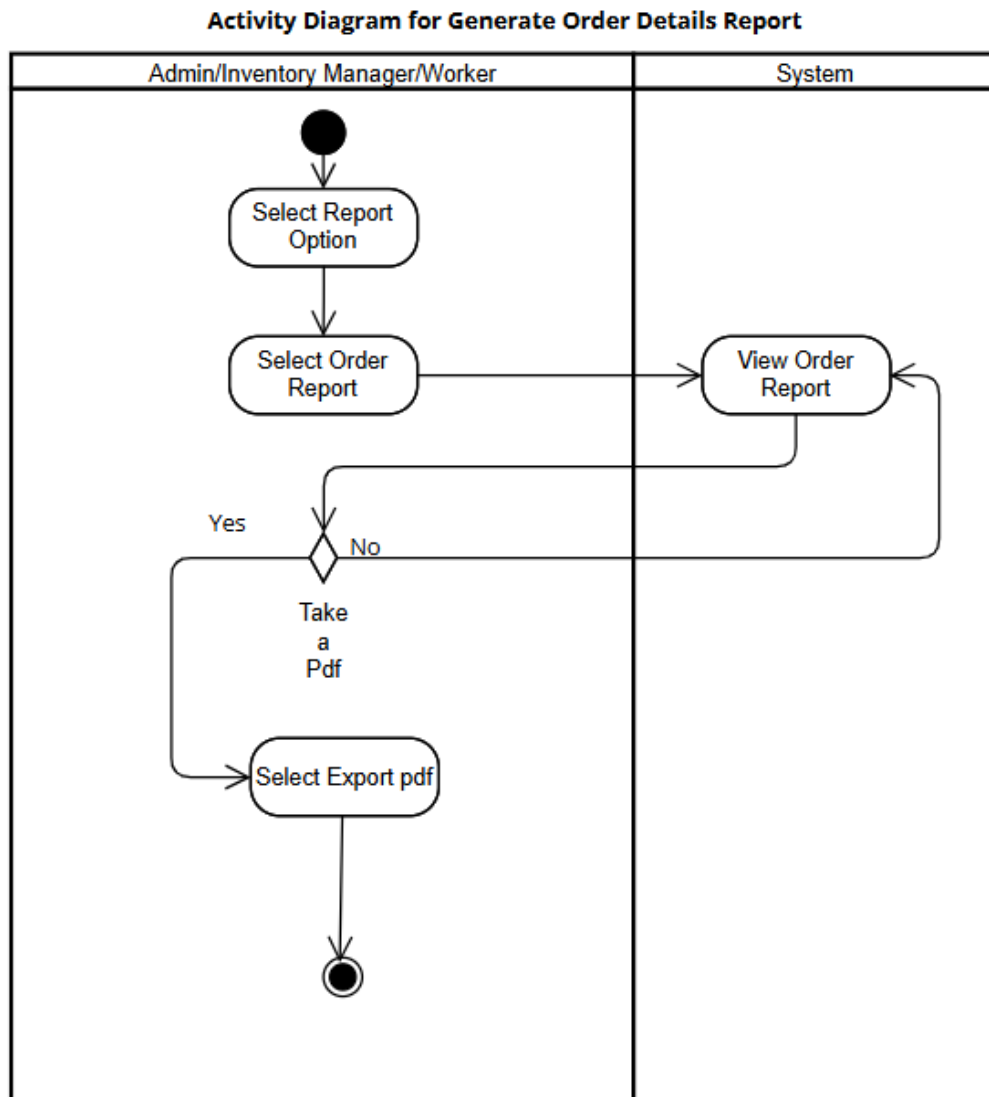 Activity Diagram for Generate Order Details Report
Admin/Inventory Manager/Worker
System
Select Report
Option
Select Order
Report
View Order
Report
Yes
No
Take
a
Pdf
Select Export pdf